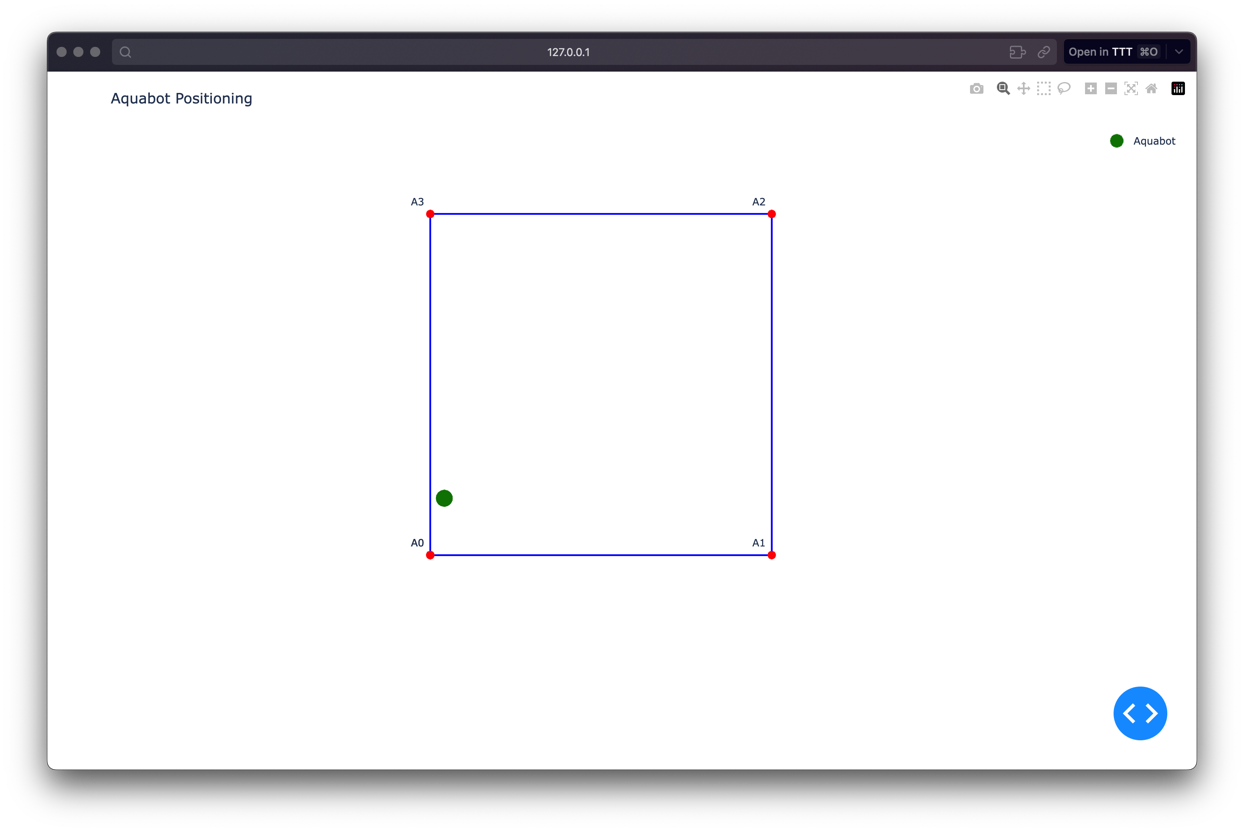 127.0.0.1
Open in TTT ⌘O
Aquabot Positioning
Aquabot
A3
A2
A0
A1